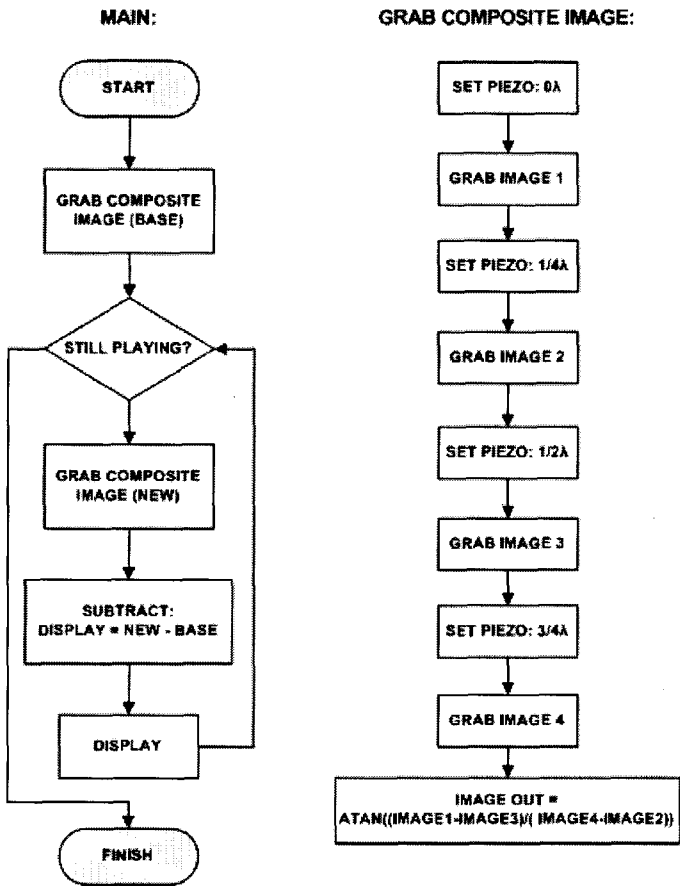 MAIN:
START
GRAB COMPOSITE
IMAGE (BASE)
STILL PLAYING?
GRAB COMPOSITE
IMAGE (NEW)
SUBTRACT:
DISPLAY = NEW - BASE
DISPLAY
FINISH
GRAB COMPOSITE IMAGE:
SET PIEZO: 0λ
GRAB IMAGE 1
SET PIEZO: 1/4λ
GRAB IMAGE 2
SET PIEZO: 1/2λ
GRAB IMAGE 3
SET PIEZO: 3/4λ
GRAB IMAGE 4
IMAGE OUT =
ATAN((IMAGE1-IMAGE3)/( IMAGE4-IMAGE2))